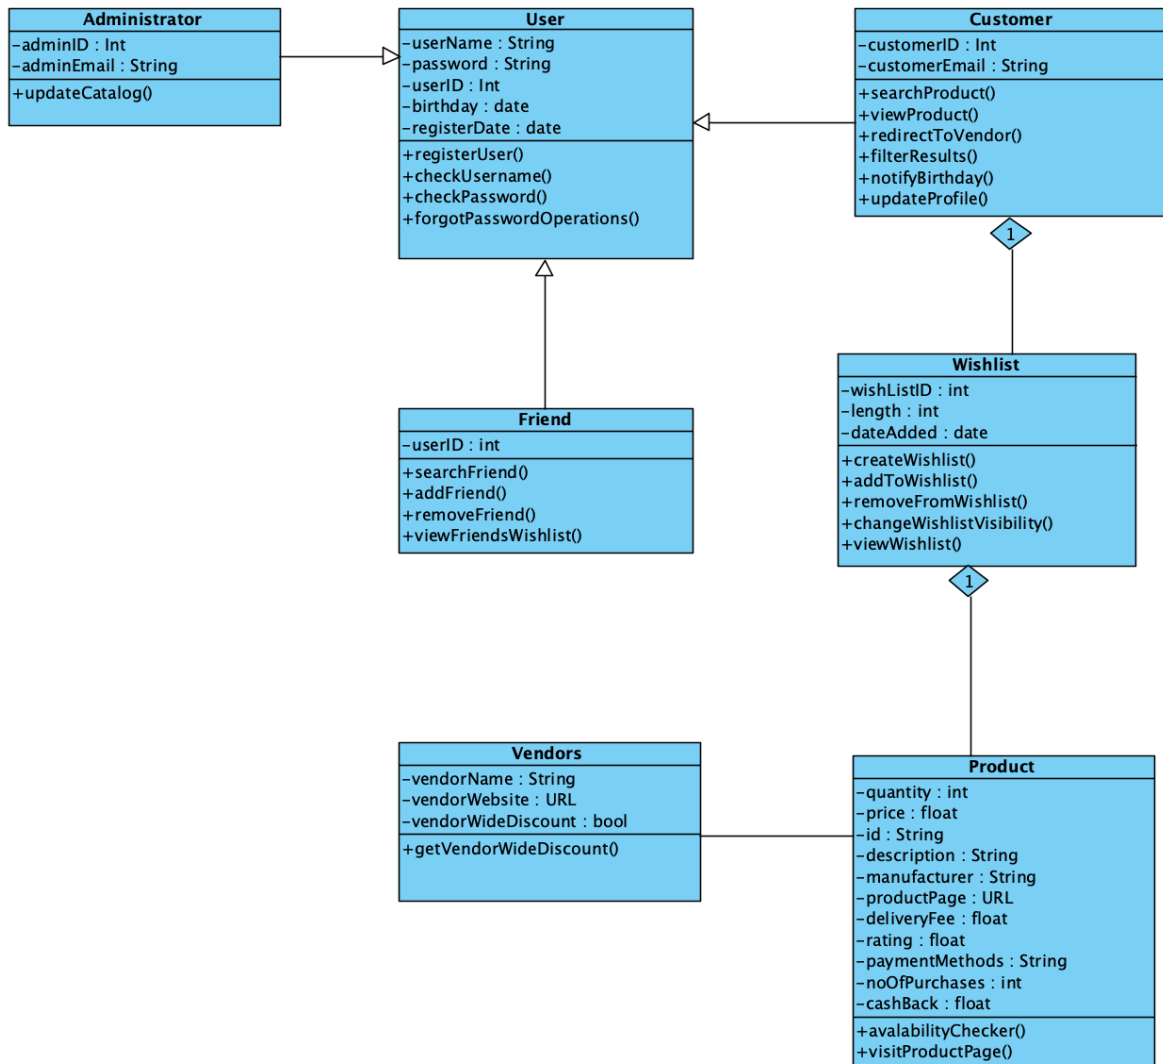 Administrator
-adminID : Int
-adminEmail : String
+updateCatalog()
User
-userName : String
-password : String
-userID : Int
-birthday : date
-registerDate : date
+registerUser()
+checkUsername()
+checkPassword()
+forgotPasswordOperations()
Customer
-customerID : Int
-customerEmail : String
+searchProduct()
+viewProduct()
+redirectToVendor()
+filterResults()
+notifyBirthday()
+updateProfile()
1
Friend
-userID : int
+searchFriend()
+addFriend()
+removeFriend()
+viewFriendsWishlist()
Wishlist
-wishListID : int
-length : int
-dateAdded : date
+createWishlist()
+addToWishlist()
+removeFromWishlist()
+changeWishlistVisibility()
+viewWishlist()
1
Vendors
-vendorName : String
-vendorWebsite : URL
-vendorWideDiscount : bool
+getVendorWideDiscount()
Product
-quantity : int
-price : float
-id : String
-description : String
-manufacturer : String
-productPage : URL
-deliveryFee : float
-rating : float
-paymentMethods : String
-noOfPurchases : int
-cashBack : float
+avalabilityChecker()
+visitProductPage()